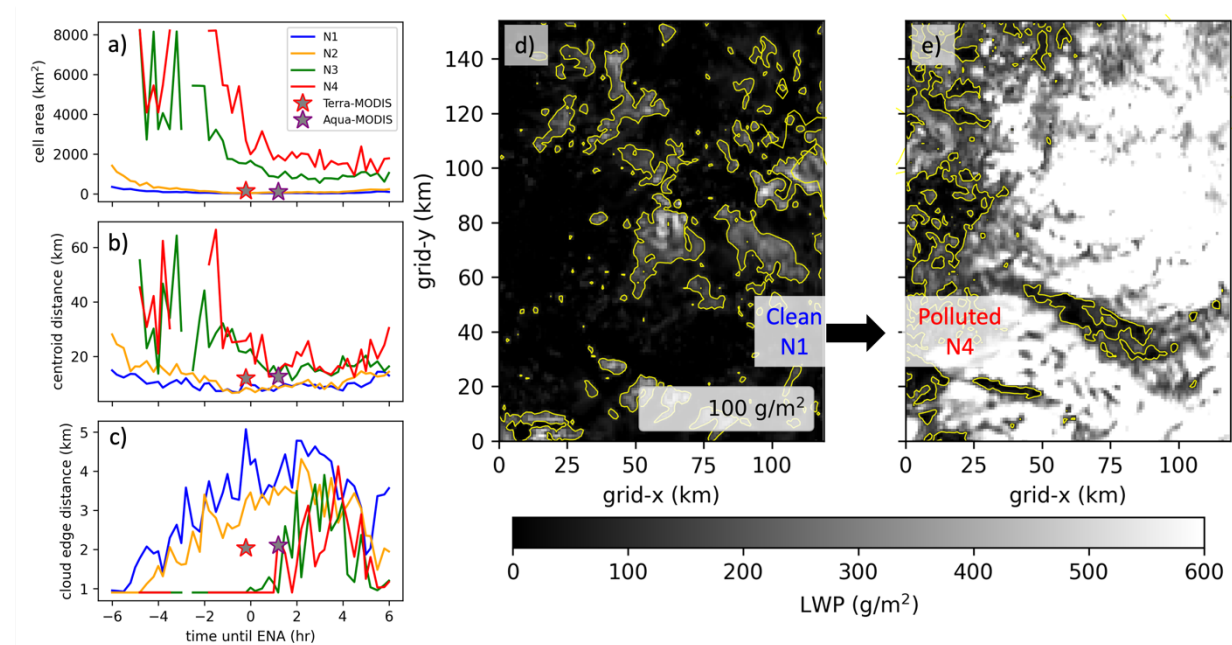 a)
8000
6000
4000
2000
0
cell area (km²)
N1
N2
N3
N4
Terra-MODIS
Aqua-MODIS
b)
60
40
20
centroid distance (km)
c)
5
4
3
2
1
cloud edge distance (km)
−6
−4
−2
0
2
4
6
time until ENA (hr)
d)
140
120
100
80
60
40
20
0
grid-y (km)
Clean
N1
100 g/m²
0
25
50
75
100
grid-x (km)
e)
Polluted
N4
0
25
50
75
100
grid-x (km)
0
100
200
300
400
500
600
LWP (g/m²)